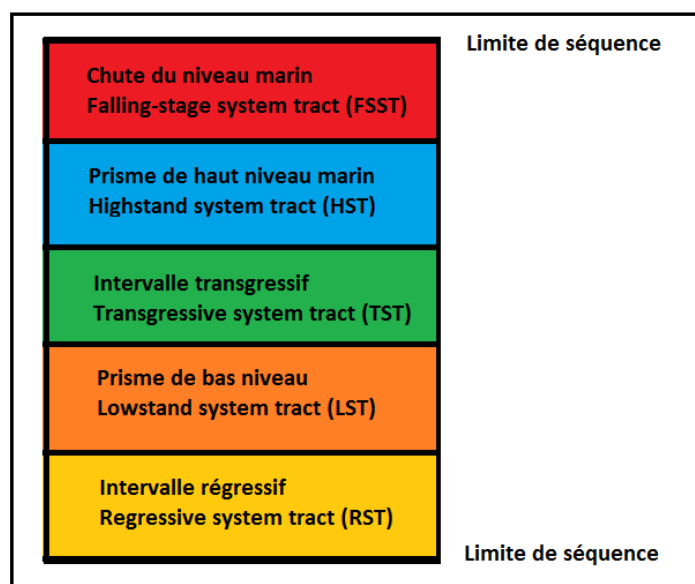 Limite de séquence
Chute du niveau marin
Falling-stage system tract (FSST)
Prisme de haut niveau marin
Highstand system tract (HST)
Intervalle transgressif
Transgressive system tract (TST)
Prisme de bas niveau
Lowstand system tract (LST)
Intervalle régressif
Regressive system tract (RST)
Limite de séquence